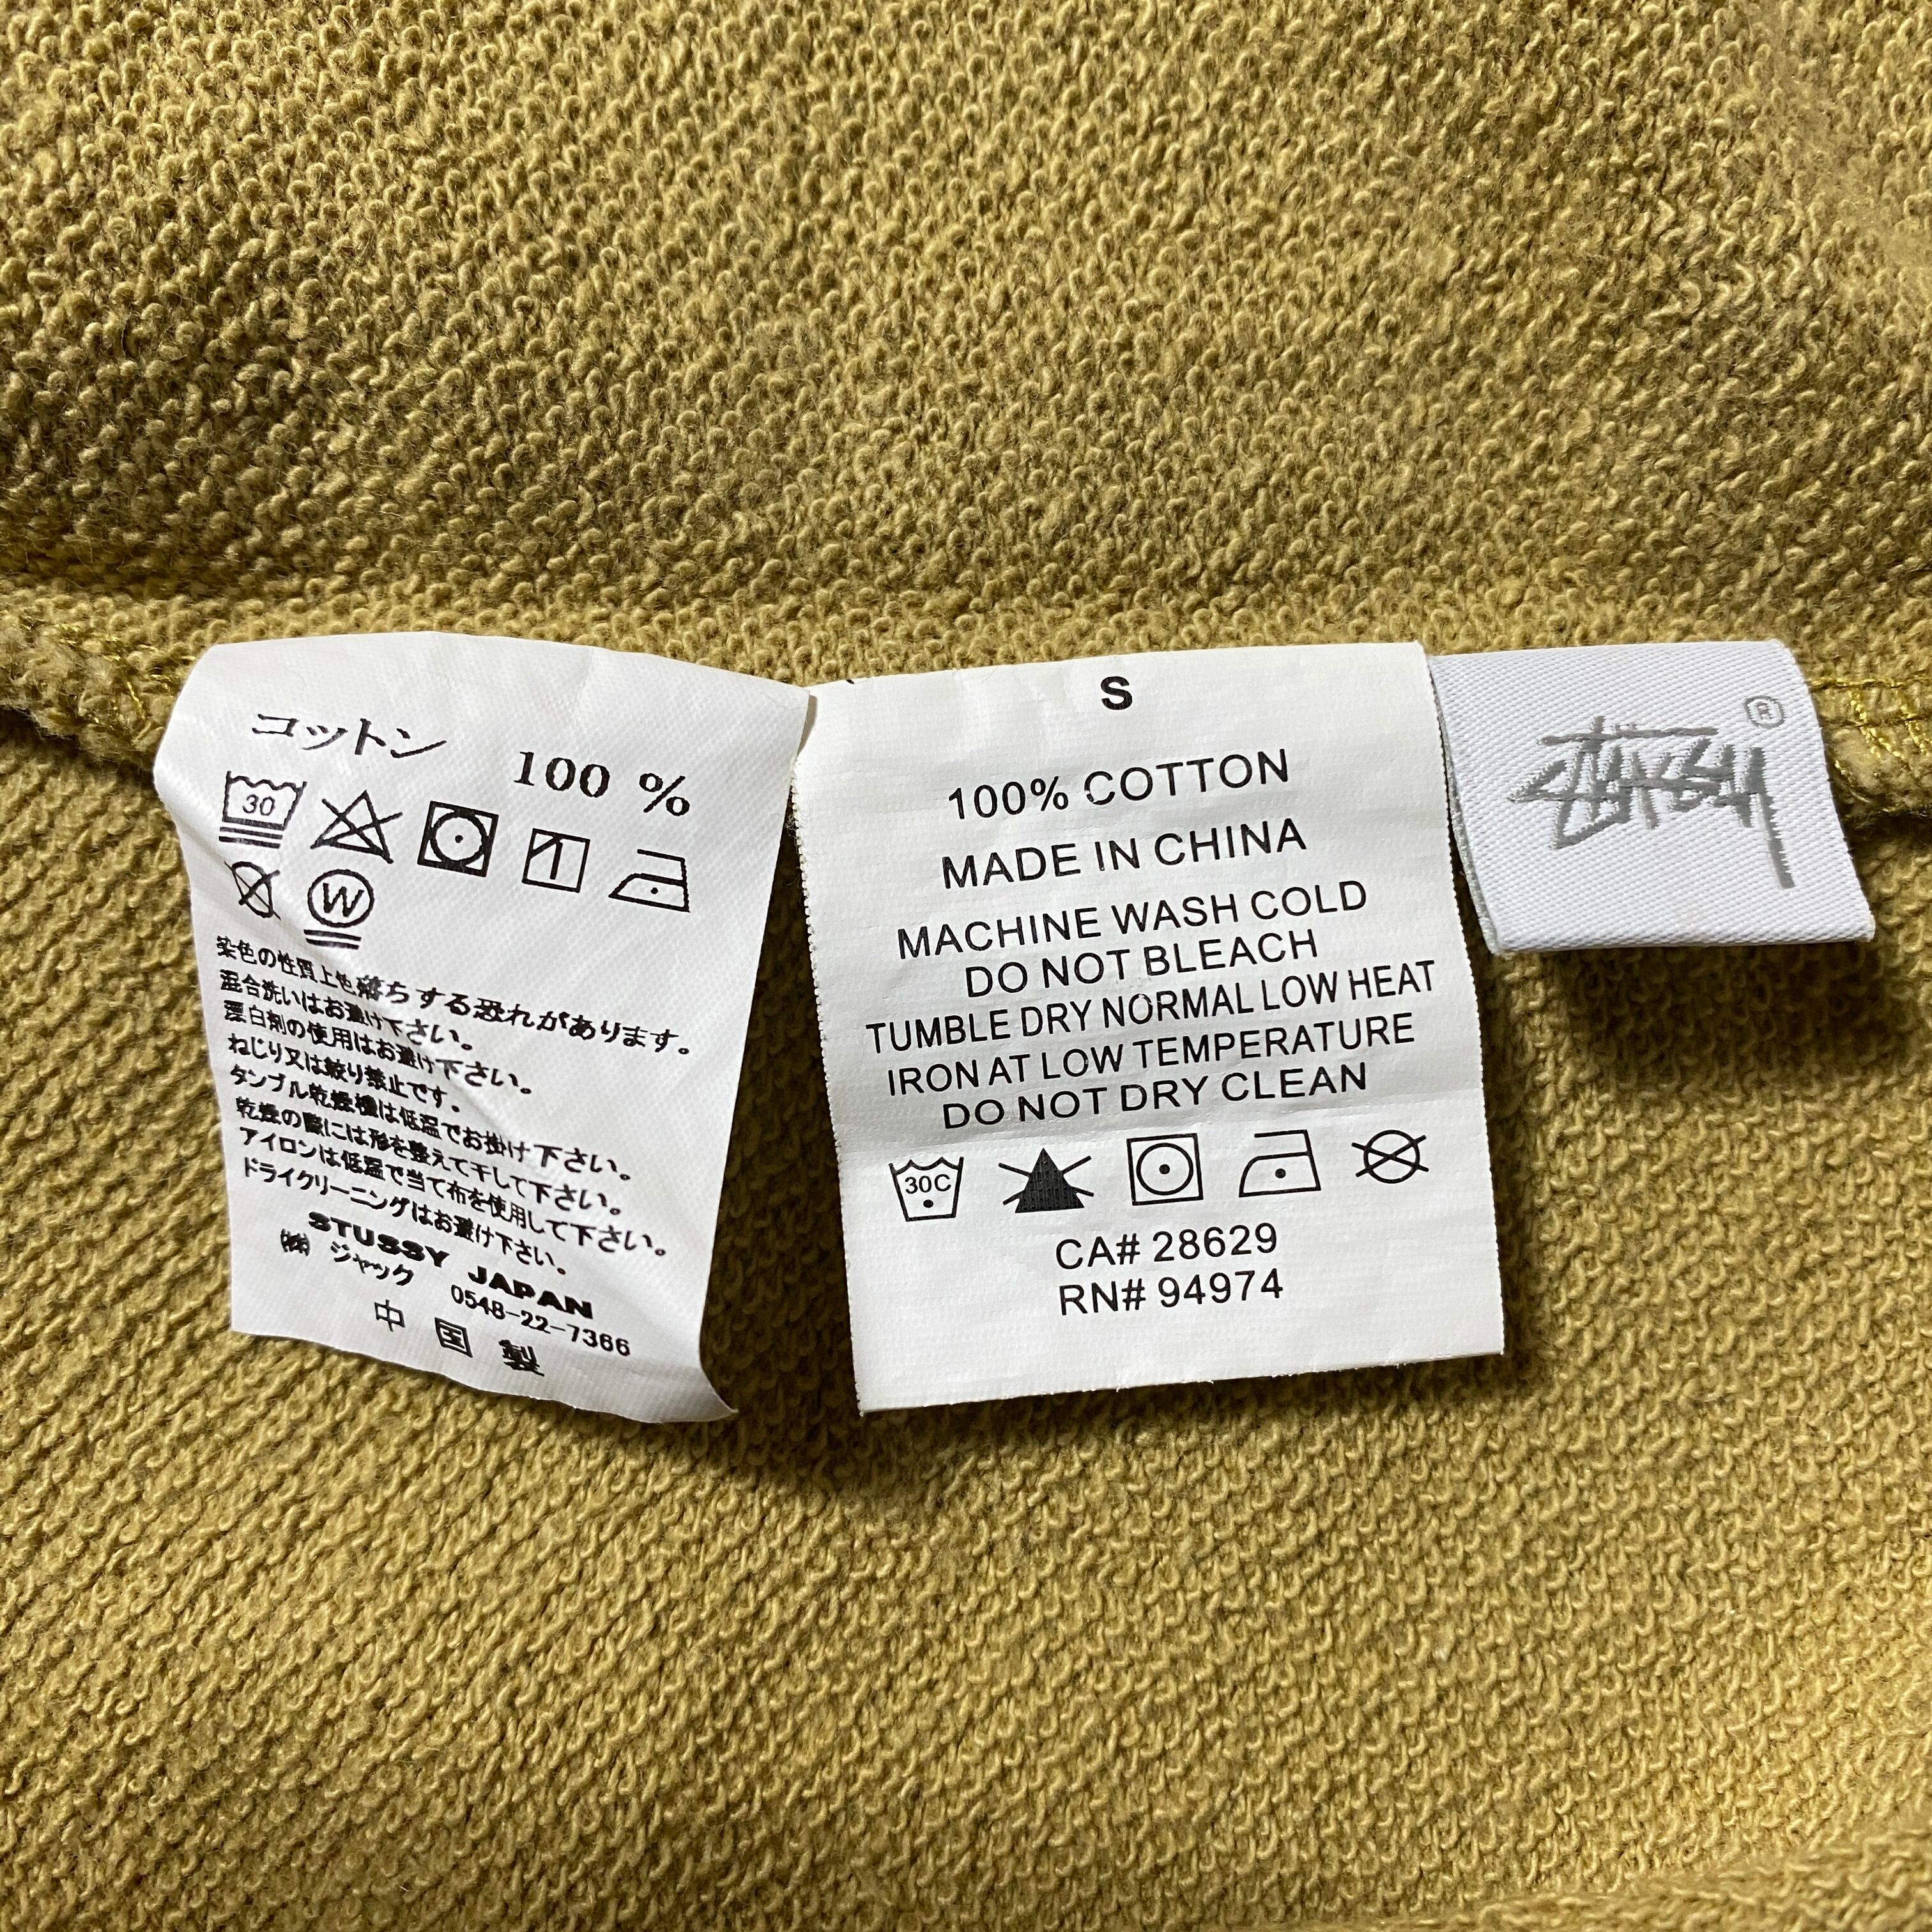 コットン 100 %
30
W
染色の性質上色落ちする恐れがあります。
混合洗いはお避け下さい。
漂白剤の使用はお避け下さい。
ねじり又は絞り禁止です。
タンブル乾燥機は低温でお掛け下さい。
乾燥の際には形を整えて干して下さい。
アイロンは低温で当て布を使用して下さい。
ドライクリーニングはお避け下さい。
STUSSY JAPAN
㈱ ジャック 0548-22-7366
中国製
S
100% COTTON
MADE IN CHINA
MACHINE WASH COLD
DO NOT BLEACH
TUMBLE DRY NORMAL LOW HEAT
IRON AT LOW TEMPERATURE
DO NOT DRY CLEAN
30C
CA# 28629
RN# 94974
Stüssy ®